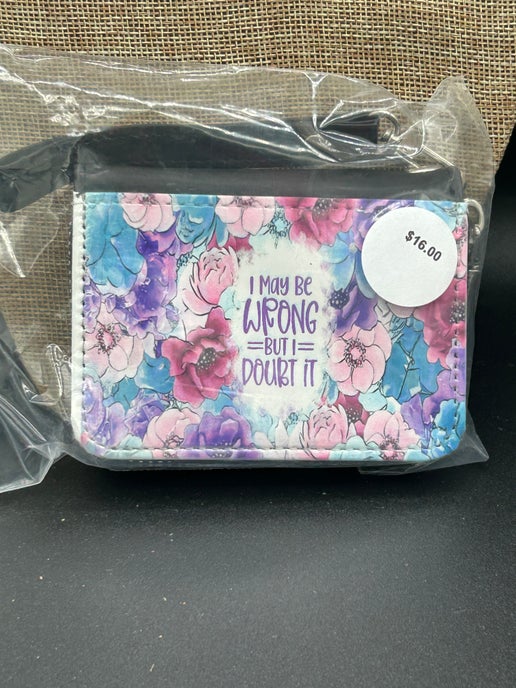 $16.00
I MAY BE
WRONG
=BUT I=
DOUBT IT